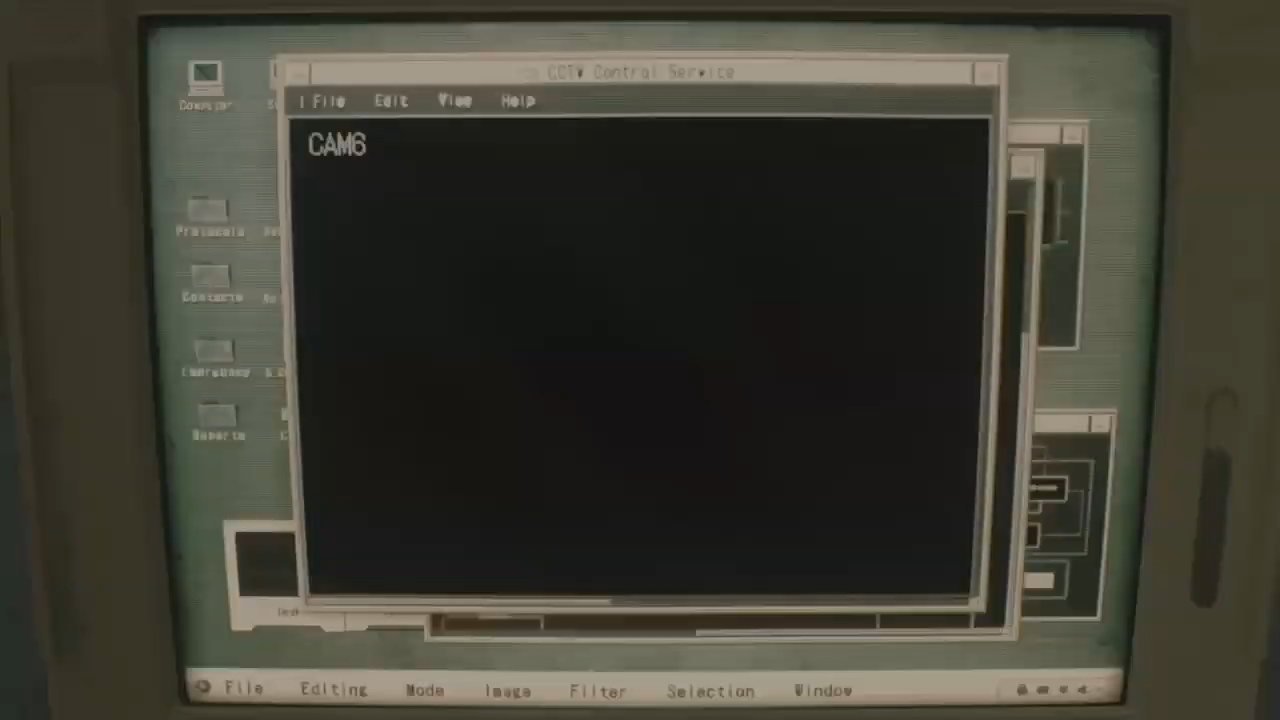 CCTV Control Service
File Edit View Help
CAM6
Computer
Protocols
Contacts
Emergency
Reports
File Editing Mode Image Filter Selection Window